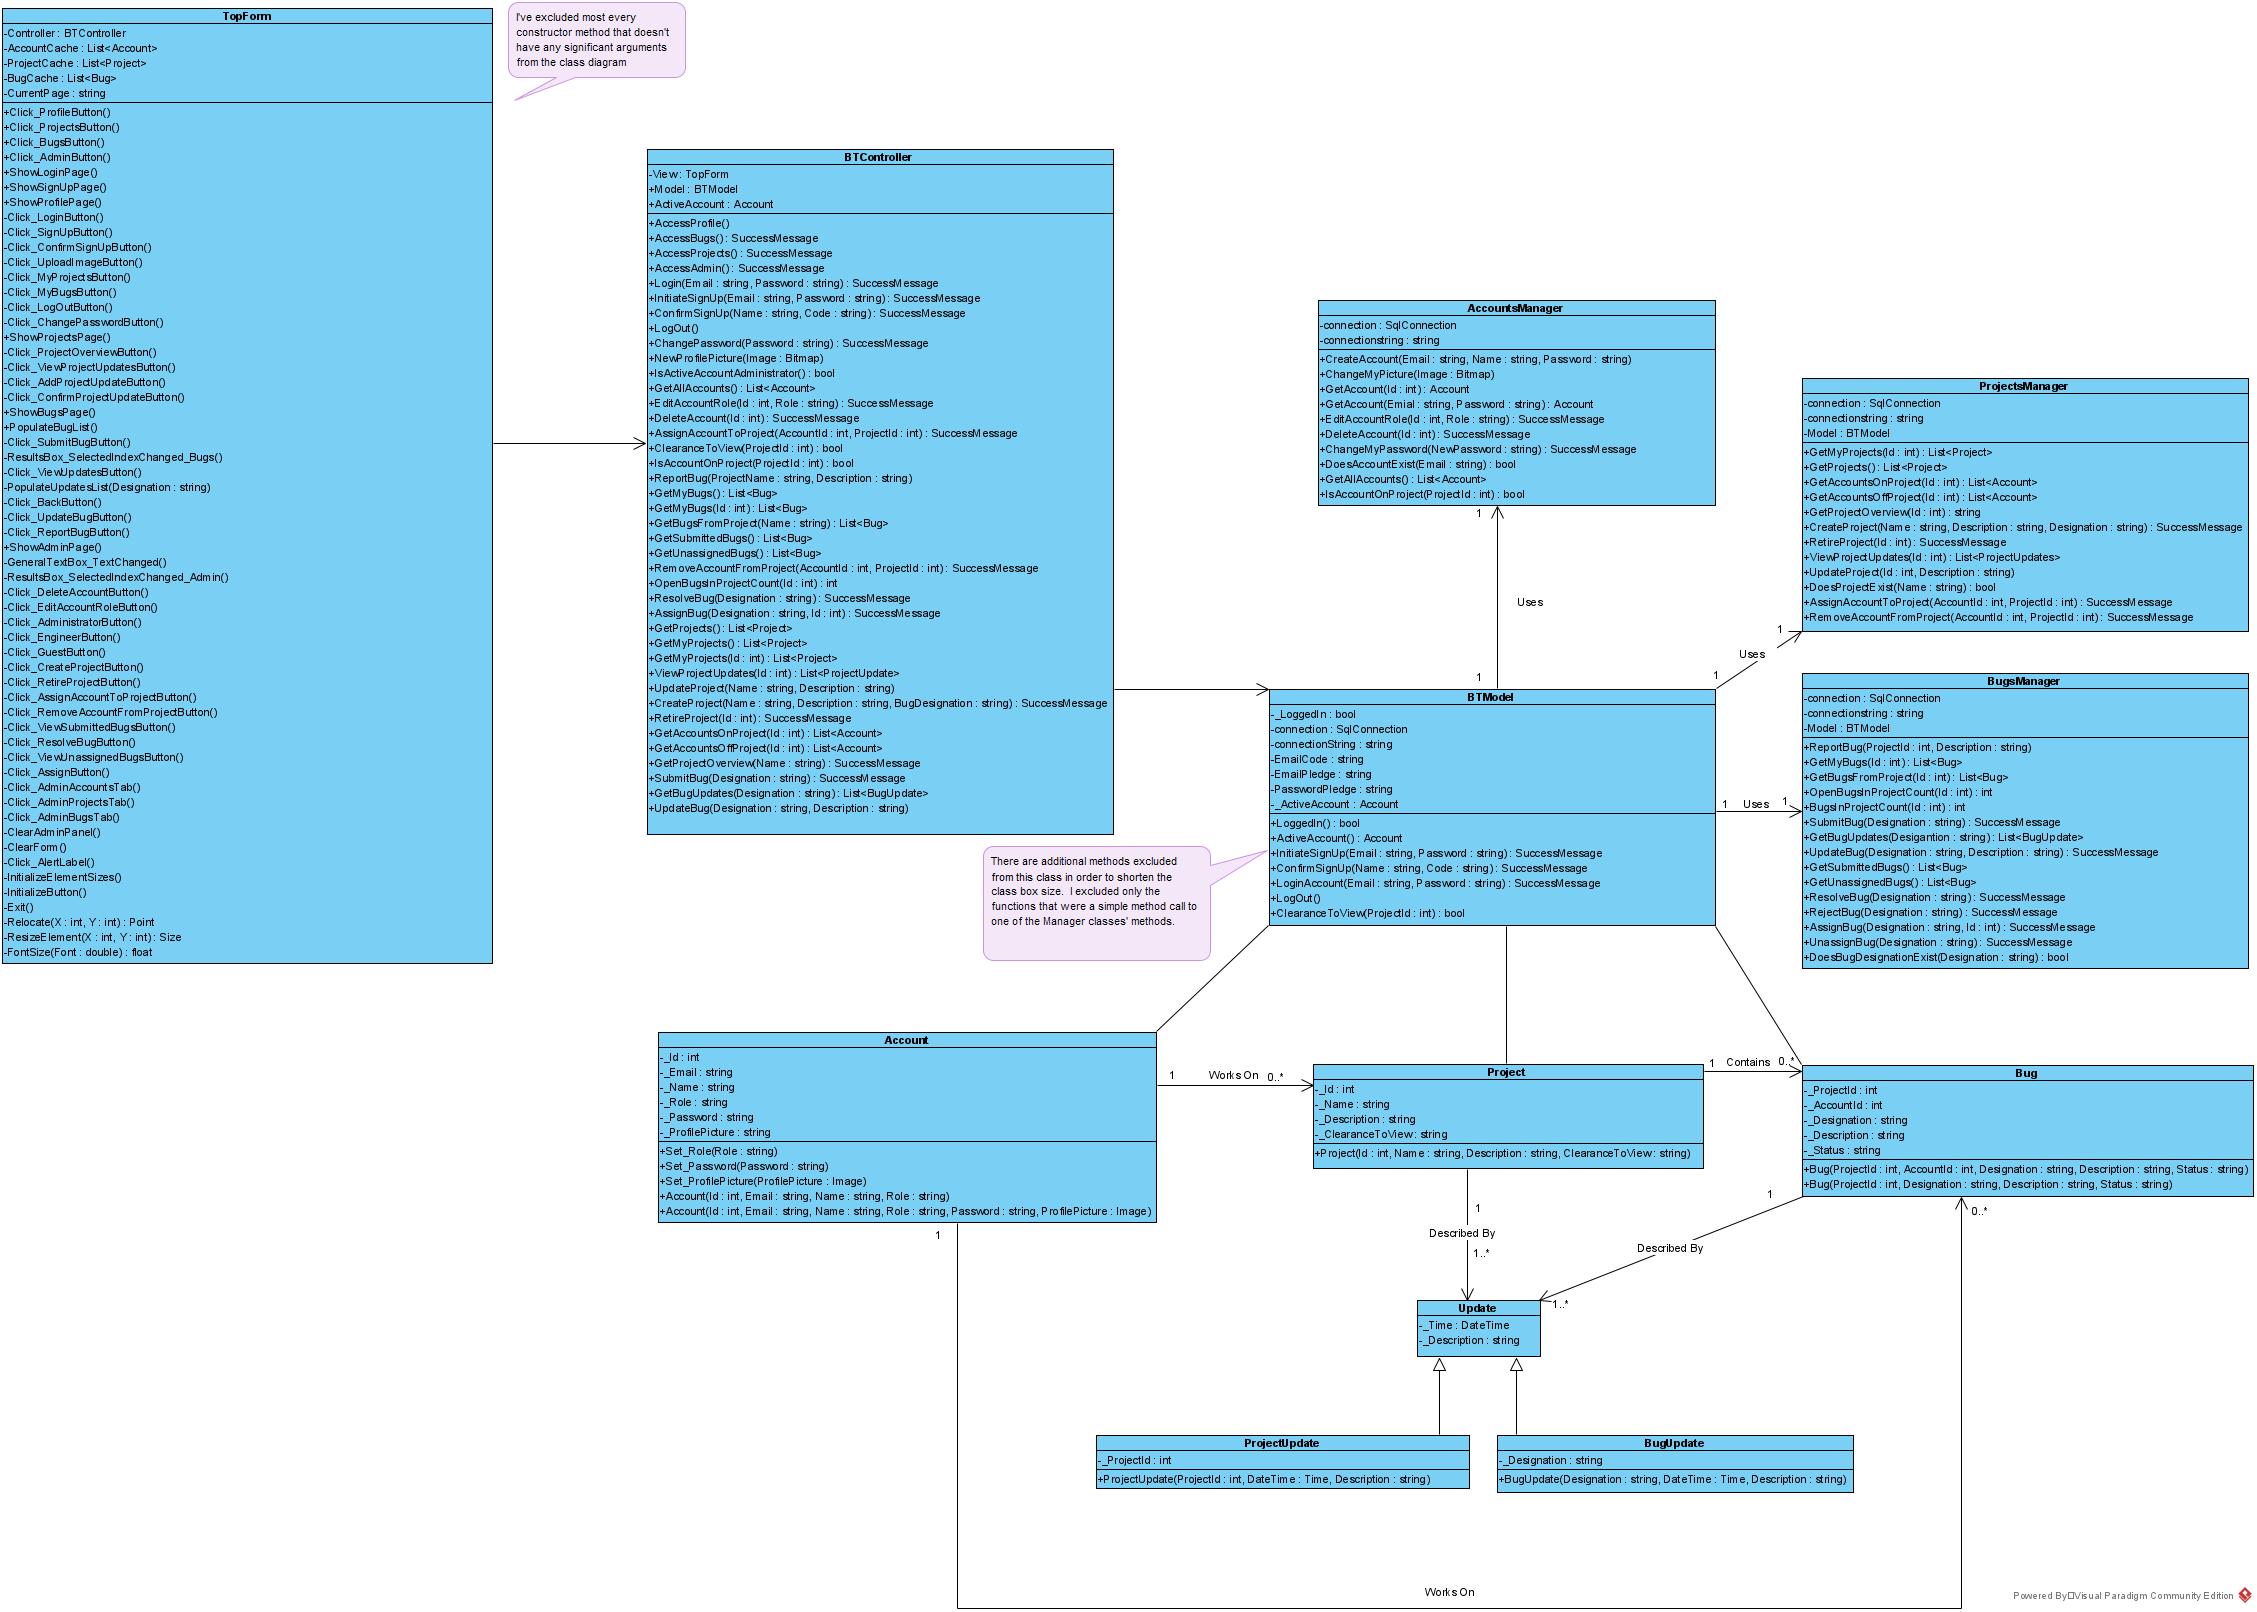 TopForm
-Controller : BTController
-AccountCache : List<Account>
-ProjectCache : List<Project>
-BugCache : List<Bug>
-CurrentPage : string
+Click_ProfileButton()
+Click_ProjectsButton()
+Click_BugsButton()
+Click_AdminButton()
+ShowLoginPage()
+ShowSignUpPage()
+ShowProfilePage()
-Click_LoginButton()
-Click_SignUpButton()
-Click_ConfirmSignUpButton()
-Click_UploadImageButton()
-Click_MyProjectsButton()
-Click_MyBugsButton()
-Click_LogOutButton()
-Click_ChangePasswordButton()
+ShowProjectsPage()
-Click_ProjectOverviewButton()
-Click_ViewProjectUpdatesButton()
-Click_AddProjectUpdateButton()
-Click_ConfirmProjectUpdateButton()
+ShowBugsPage()
+PopulateBugList()
-Click_SubmitBugButton()
-ResultsBox_SelectedIndexChanged_Bugs()
-Click_ViewUpdatesButton()
-PopulateUpdatesList(Designation : string)
-Click_BackButton()
-Click_UpdateBugButton()
-Click_ReportBugButton()
+ShowAdminPage()
-GeneralTextBox_TextChanged()
-ResultsBox_SelectedIndexChanged_Admin()
-Click_DeleteAccountButton()
-Click_EditAccountRoleButton()
-Click_AdministratorButton()
-Click_EngineerButton()
-Click_GuestButton()
-Click_CreateProjectButton()
-Click_RetireProjectButton()
-Click_AssignAccountToProjectButton()
-Click_RemoveAccountFromProjectButton()
-Click_ViewSubmittedBugsButton()
-Click_ResolveBugButton()
-Click_ViewUnassignedBugsButton()
-Click_AssignButton()
-Click_AdminAccountsTab()
-Click_AdminProjectsTab()
-Click_AdminBugsTab()
-ClearAdminPanel()
-ClearForm()
-Click_AlertLabel()
-InitializeElementSizes()
-InitializeButton()
-Exit()
-Relocate(X : int, Y : int) : Point
-ResizeElement(X : int, Y : int) : Size
-FontSize(Font : double) : float
I've excluded most every
constructor method that doesn't
have any significant arguments
from the class diagram
BTController
-View : TopForm
+Model : BTModel
+ActiveAccount : Account
+AccessProfile()
+AccessBugs() : SuccessMessage
+AccessProjects() : SuccessMessage
+AccessAdmin() : SuccessMessage
+Login(Email : string, Password : string) : SuccessMessage
+InitiateSignUp(Email : string, Password : string) : SuccessMessage
+ConfirmSignUp(Name : string, Code : string) : SuccessMessage
+LogOut()
+ChangePassword(Password : string) : SuccessMessage
+NewProfilePicture(Image : Bitmap)
+IsActiveAccountAdministrator() : bool
+GetAllAccounts() : List<Account>
+EditAccountRole(Id : int, Role : string) : SuccessMessage
+DeleteAccount(Id : int) : SuccessMessage
+AssignAccountToProject(AccountId : int, ProjectId : int) : SuccessMessage
+ClearanceToView(ProjectId : int) : bool
+IsAccountOnProject(ProjectId : int) : bool
+ReportBug(ProjectName : string, Description : string)
+GetMyBugs() : List<Bug>
+GetMyBugs(Id : int) : List<Bug>
+GetBugsFromProject(Name : string) : List<Bug>
+GetSubmittedBugs() : List<Bug>
+GetUnassignedBugs() : List<Bug>
+RemoveAccountFromProject(AccountId : int, ProjectId : int) : SuccessMessage
+OpenBugsInProjectCount(Id : int) : int
+ResolveBug(Designation : string) : SuccessMessage
+AssignBug(Designation : string, Id : int) : SuccessMessage
+GetProjects() : List<Project>
+GetMyProjects() : List<Project>
+GetMyProjects(Id : int) : List<Project>
+ViewProjectUpdates(Id : int) : List<ProjectUpdate>
+UpdateProject(Name : string, Description : string)
+CreateProject(Name : string, Description : string, BugDesignation : string) : SuccessMessage
+RetireProject(Id : int) : SuccessMessage
+GetAccountsOnProject(Id : int) : List<Account>
+GetAccountsOffProject(Id : int) : List<Account>
+GetProjectOverview(Name : string) : SuccessMessage
+SubmitBug(Designation : string) : SuccessMessage
+GetBugUpdates(Designation : string) : List<BugUpdate>
+UpdateBug(Designation : string, Description : string)
AccountsManager
-connection : SqlConnection
-connectionstring : string
+CreateAccount(Email : string, Name : string, Password : string)
+ChangeMyPicture(Image : Bitmap)
+GetAccount(Id : int) : Account
+GetAccount(Emial : string, Password : string) : Account
+EditAccountRole(Id : int, Role : string) : SuccessMessage
+DeleteAccount(Id : int) : SuccessMessage
+ChangeMyPassword(NewPassword : string) : SuccessMessage
+DoesAccountExist(Email : string) : bool
+GetAllAccounts() : List<Account>
+IsAccountOnProject(ProjectId : int) : bool
1
Uses
1
ProjectsManager
-connection : SqlConnection
-connectionstring : string
-Model : BTModel
+GetMyProjects(Id : int) : List<Project>
+GetProjects() : List<Project>
+GetAccountsOnProject(Id : int) : List<Account>
+GetAccountsOffProject(Id : int) : List<Account>
+GetProjectOverview(Id : int) : string
+CreateProject(Name : string, Description : string, Designation : string) : SuccessMessage
+RetireProject(Id : int) : SuccessMessage
+ViewProjectUpdates(Id : int) : List<ProjectUpdates>
+UpdateProject(Id : int, Description : string)
+DoesProjectExist(Name : string) : bool
+AssignAccountToProject(AccountId : int, ProjectId : int) : SuccessMessage
+RemoveAccountFromProject(AccountId : int, ProjectId : int) : SuccessMessage
1
Uses
1
BugsManager
-connection : SqlConnection
-connectionstring : string
-Model : BTModel
+ReportBug(ProjectId : int, Description : string)
+GetMyBugs(Id : int) : List<Bug>
+GetBugsFromProject(Id : int) : List<Bug>
+OpenBugsInProjectCount(Id : int) : int
+BugsInProjectCount(Id : int) : int
+SubmitBug(Designation : string) : SuccessMessage
+GetBugUpdates(Desigantion : string) : List<BugUpdate>
+UpdateBug(Designation : string, Description : string) : SuccessMessage
+GetSubmittedBugs() : List<Bug>
+GetUnassignedBugs() : List<Bug>
+ResolveBug(Designation : string) : SuccessMessage
+RejectBug(Designation : string) : SuccessMessage
+AssignBug(Designation : string, Id : int) : SuccessMessage
+UnassignBug(Designation : string) : SuccessMessage
+DoesBugDesignationExist(Designation : string) : bool
1 Uses 1
BTModel
-_LoggedIn : bool
-connection : SqlConnection
-connectionString : string
-EmailCode : string
-EmailPledge : string
-PasswordPledge : string
-_ActiveAccount : Account
+LoggedIn() : bool
+ActiveAccount() : Account
+InitiateSignUp(Email : string, Password : string) : SuccessMessage
+ConfirmSignUp(Name : string, Code : string) : SuccessMessage
+LoginAccount(Email : string, Password : string) : SuccessMessage
+LogOut()
+ClearanceToView(ProjectId : int) : bool
There are additional methods excluded
from this class in order to shorten the
class box size. I excluded only the
functions that were a simple method call to
one of the Manager classes' methods.
Account
-_Id : int
-_Email : string
-_Name : string
-_Role : string
-_Password : string
-_ProfilePicture : string
+Set_Role(Role : string)
+Set_Password(Password : string)
+Set_ProfilePicture(ProfilePicture : Image)
+Account(Id : int, Email : string, Name : string, Role : string)
+Account(Id : int, Email : string, Name : string, Role : string, Password : string, ProfilePicture : Image)
1 Works On 0..*
Project
-_Id : int
-_Name : string
-_Description : string
-_ClearanceToView : string
+Project(Id : int, Name : string, Description : string, ClearanceToView : string)
1 Contains 0..*
Bug
-_ProjectId : int
-_AccountId : int
-_Designation : string
-_Description : string
-_Status : string
+Bug(ProjectId : int, AccountId : int, Designation : string, Description : string, Status : string)
+Bug(ProjectId : int, Designation : string, Description : string, Status : string)
1
Described By
1..*
1
Described By
1..*
0..*
1
Update
-_Time : DateTime
-_Description : string
ProjectUpdate
-_ProjectId : int
+ProjectUpdate(ProjectId : int, DateTime : Time, Description : string)
BugUpdate
-_Designation : string
+BugUpdate(Designation : string, DateTime : Time, Description : string)
Works On
Powered By Visual Paradigm Community Edition